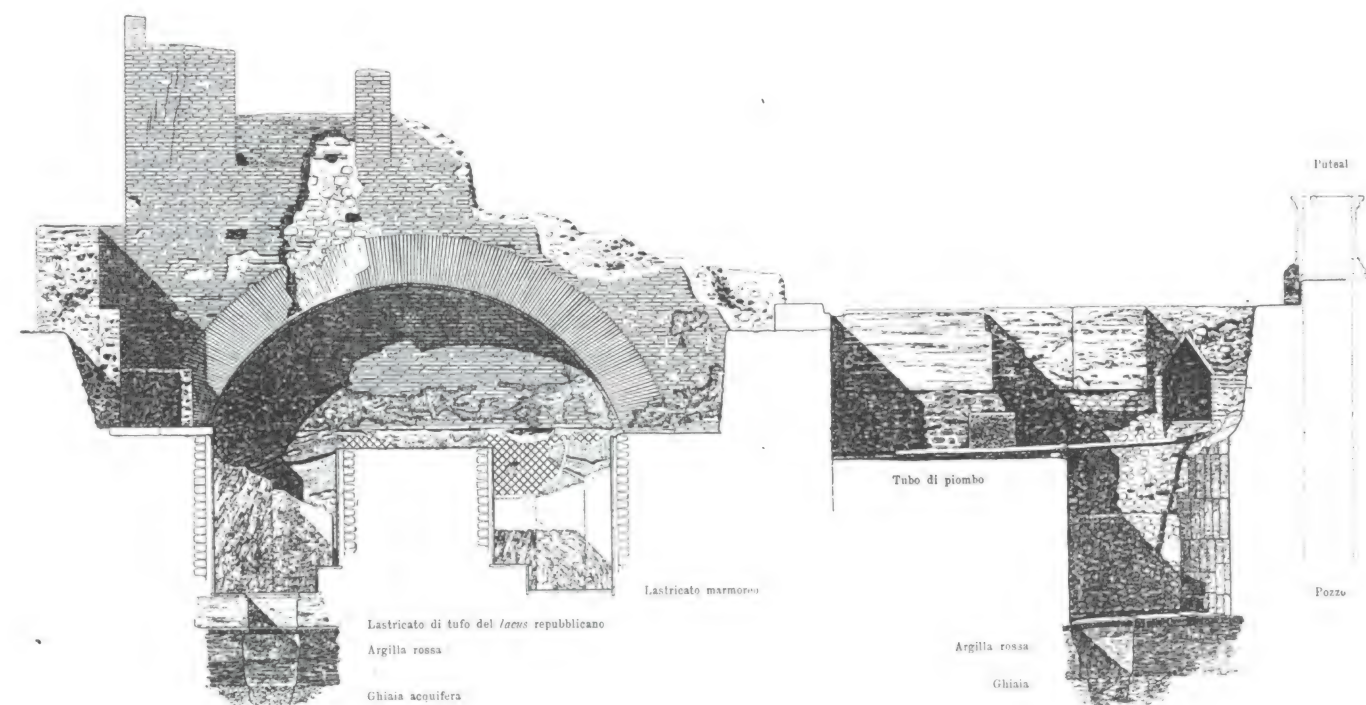 Puteal
Tubo di piombo
Lastricato marmoreo
Pozzo
Lastricato di tufo del lacus repubblicano
Argilla rossa
Argilla rossa
Ghiaia
Ghiaia acquifera